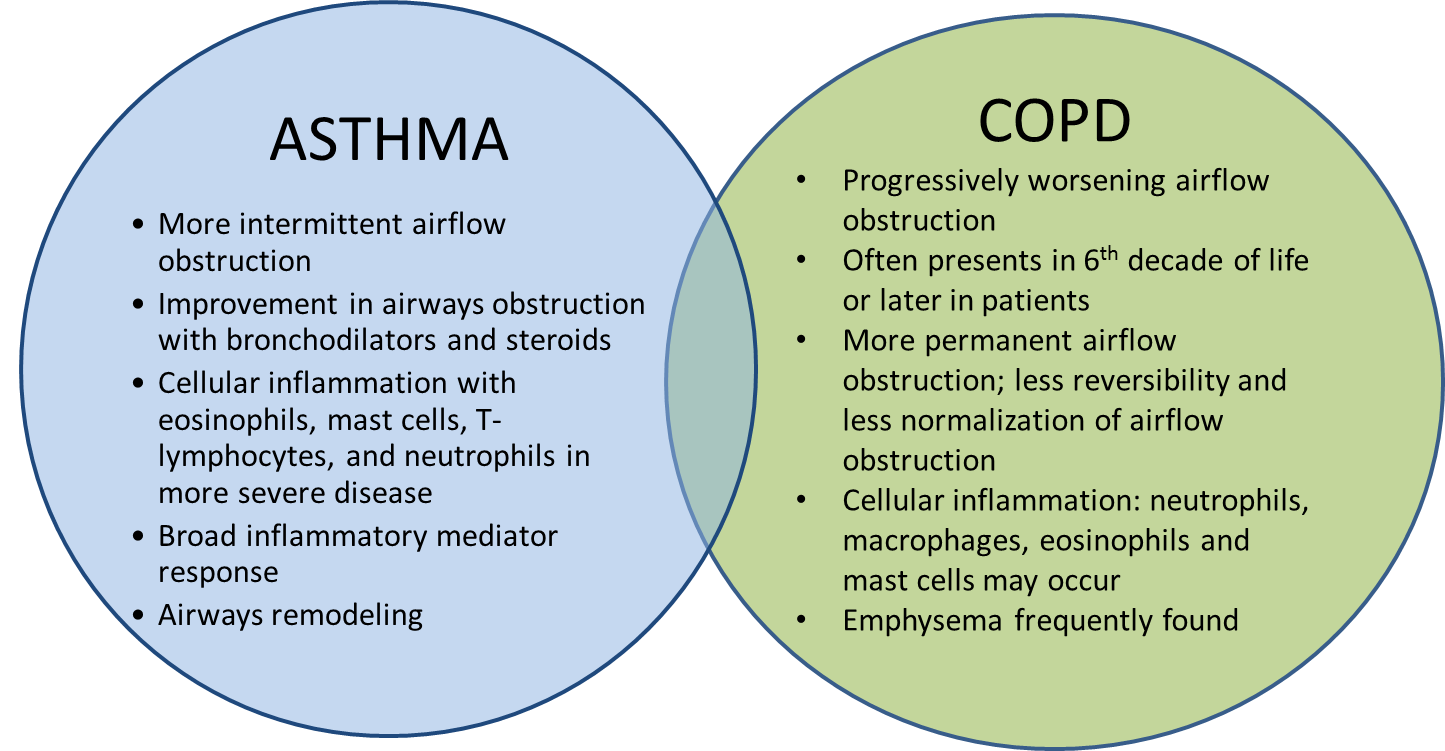 ASTHMA
• More intermittent airflow
obstruction
• Improvement in airways obstruction
with bronchodilators and steroids
• Cellular inflammation with
eosinophils, mast cells, T-
lymphocytes, and neutrophils in
more severe disease
• Broad inflammatory mediator
response
• Airways remodeling
COPD
• Progressively worsening airflow
obstruction
• Often presents in 6th decade of life
or later in patients
• More permanent airflow
obstruction; less reversibility and
less normalization of airflow
obstruction
• Cellular inflammation: neutrophils,
macrophages, eosinophils and
mast cells may occur
• Emphysema frequently found